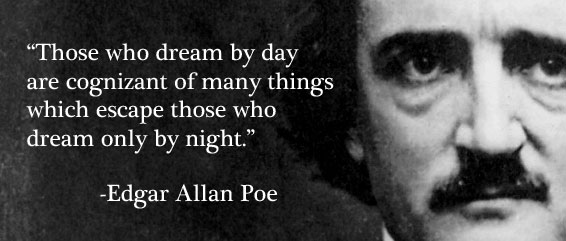 “Those who dream by day
are cognizant of many things
which escape those who
dream only by night.”
-Edgar Allan Poe